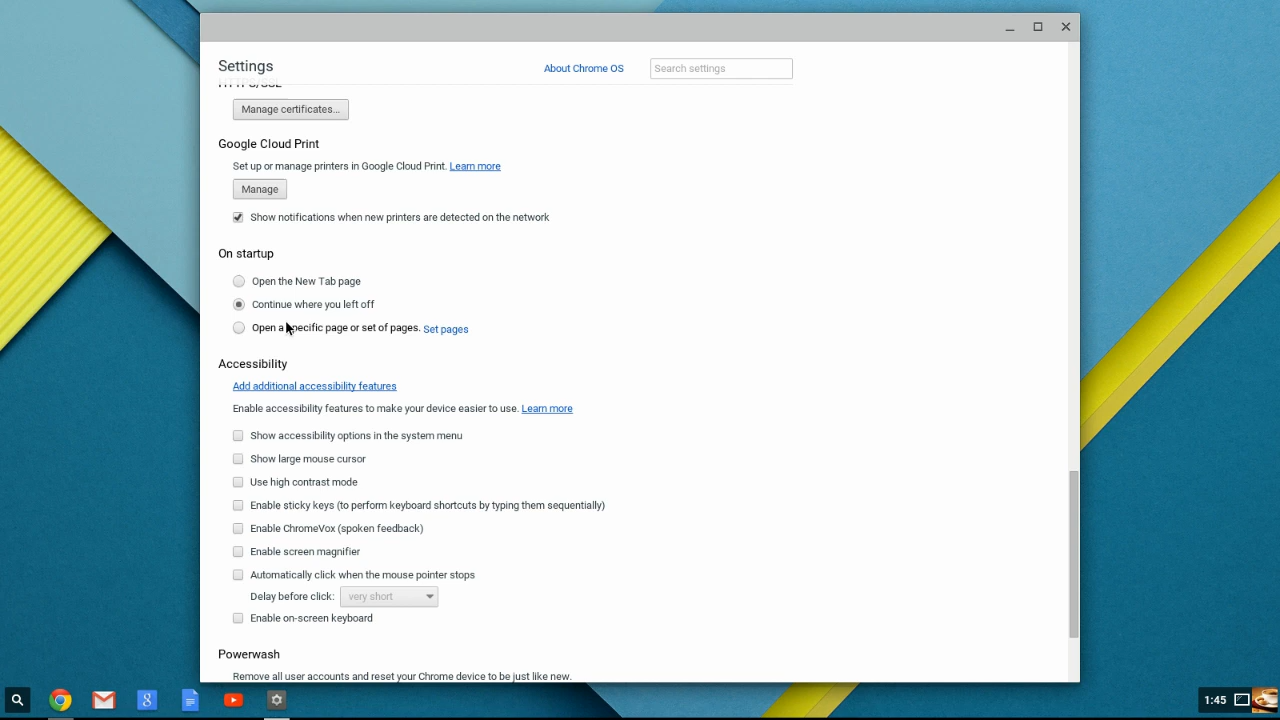 Settings
About Chrome OS
Search settings
HTTPS/SSL
Manage certificates...
Google Cloud Print
Set up or manage printers in Google Cloud Print. Learn more
Manage
Show notifications when new printers are detected on the network
On startup
Open the New Tab page
Continue where you left off
Open a specific page or set of pages. Set pages
Accessibility
Add additional accessibility features
Enable accessibility features to make your device easier to use. Learn more
Show accessibility options in the system menu
Show large mouse cursor
Use high contrast mode
Enable sticky keys (to perform keyboard shortcuts by typing them sequentially)
Enable ChromeVox (spoken feedback)
Enable screen magnifier
Automatically click when the mouse pointer stops
Delay before click: very short
Enable on-screen keyboard
Powerwash
Remove all user accounts and reset your Chrome device to be just like new.
1:45